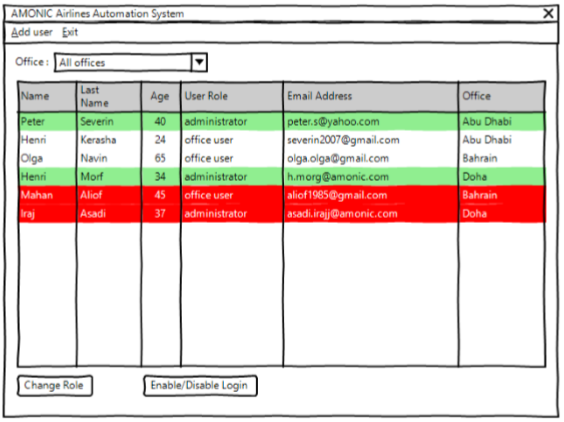 AMONIC Airlines Automation System
Add user Exit
Office : All offices
Name Last Name Age User Role Email Address Office
Peter Severin 40 administrator peter.s@yahoo.com Abu Dhabi
Henri Kerasha 24 office user severin2007@gmail.com Abu Dhabi
Olga Navin 65 office user olga.olga@gmail.com Bahrain
Henri Morf 34 administrator h.morg@amonic.com Doha
Mahan Aliof 45 office user aliof1985@gmail.com Bahrain
Iraj Asadi 37 administrator asadi.irajj@amonic.com Doha
Change Role Enable/Disable Login